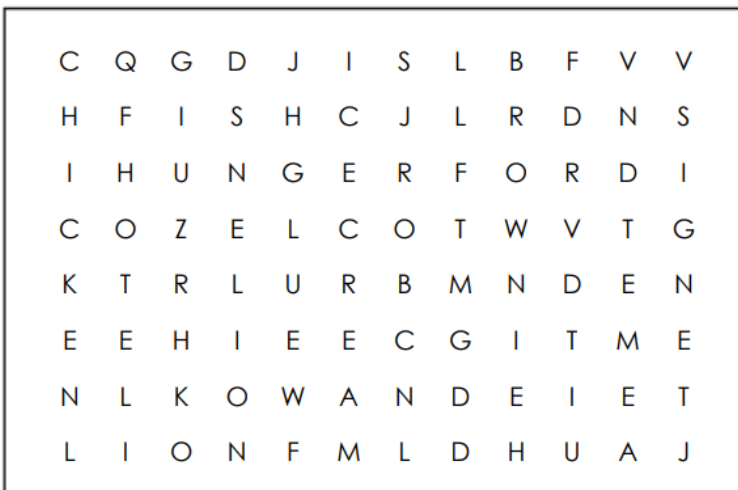 C Q G D J I S L B F V V
H F I S H C J L R D N S
I H U N G E R F O R D I
C O Z E L C O T W V T G
K T R L U R B M N D E N
E E H I E E C G I T M E
N L K O W A N D E I E T
L I O N F M L D H U A J